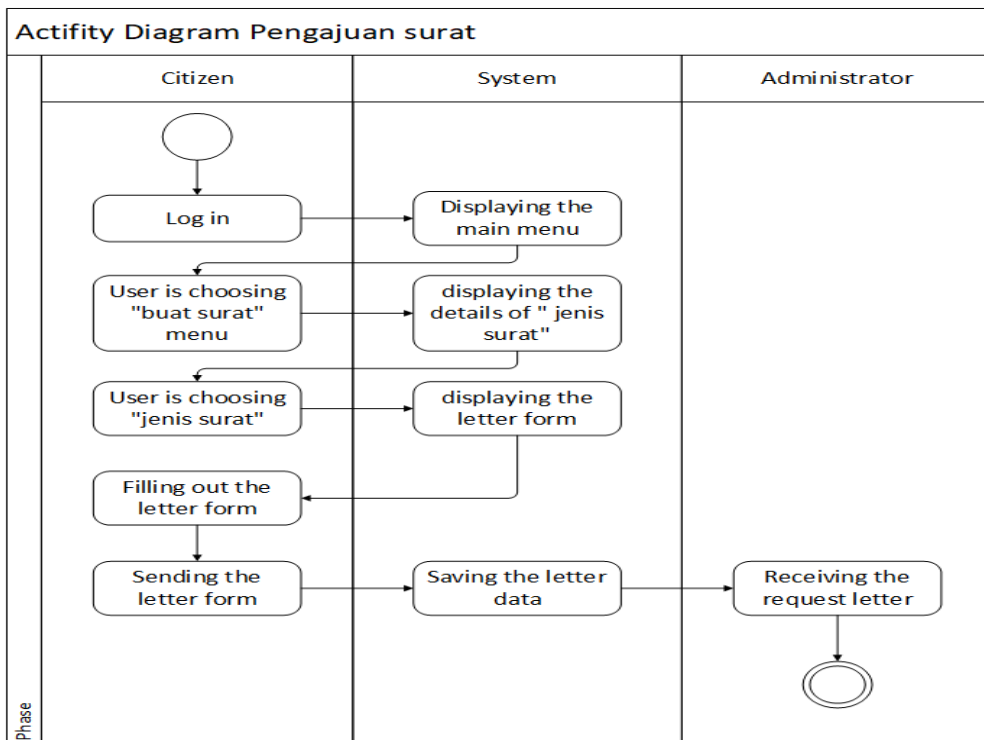 Actifity Diagram Pengajuan surat
Citizen
System
Administrator
Log in
Displaying the
main menu
User is choosing
"buat surat"
menu
displaying the
details of " jenis
surat"
User is choosing
"jenis surat"
displaying the
letter form
Filling out the
letter form
Sending the
letter form
Saving the letter
data
Receiving the
request letter
Phase